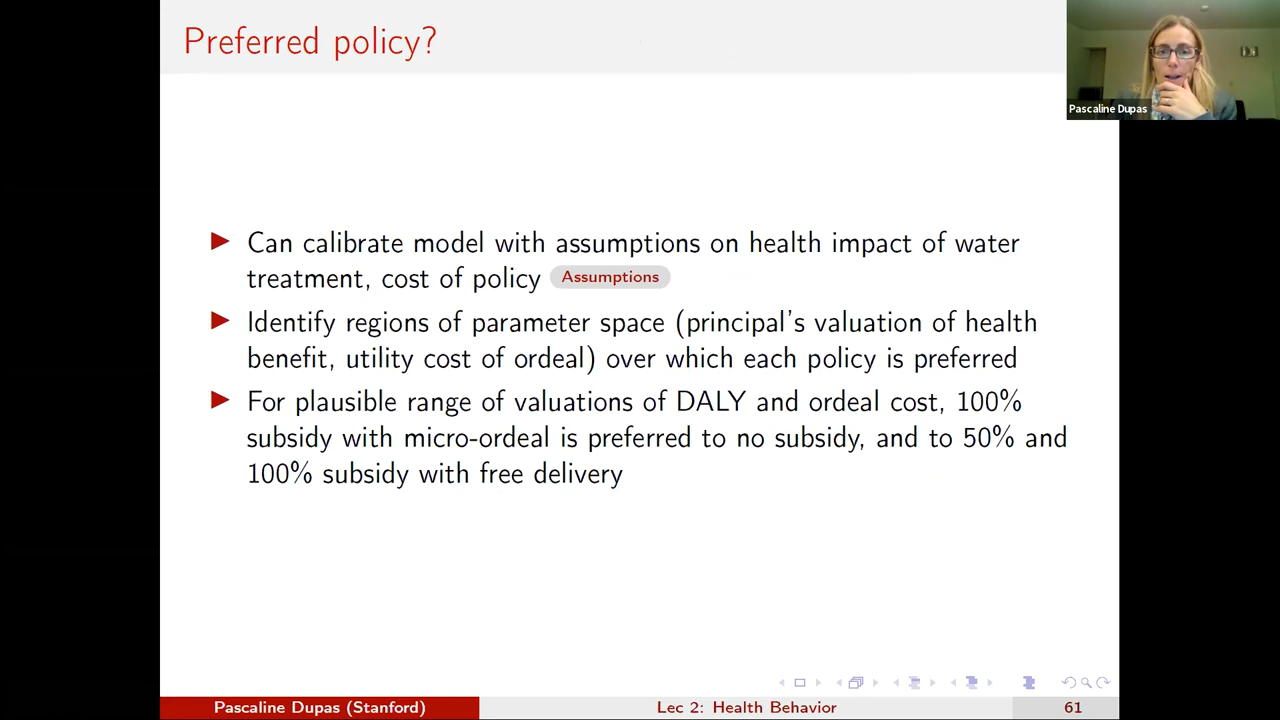 Preferred policy?
Pascaline Dupas
▶ Can calibrate model with assumptions on health impact of water
treatment, cost of policy Assumptions
▶ Identify regions of parameter space (principal's valuation of health
benefit, utility cost of ordeal) over which each policy is preferred
▶ For plausible range of valuations of DALY and ordeal cost, 100%
subsidy with micro-ordeal is preferred to no subsidy, and to 50% and
100% subsidy with free delivery
Pascaline Dupas (Stanford) Lec 2: Health Behavior 61